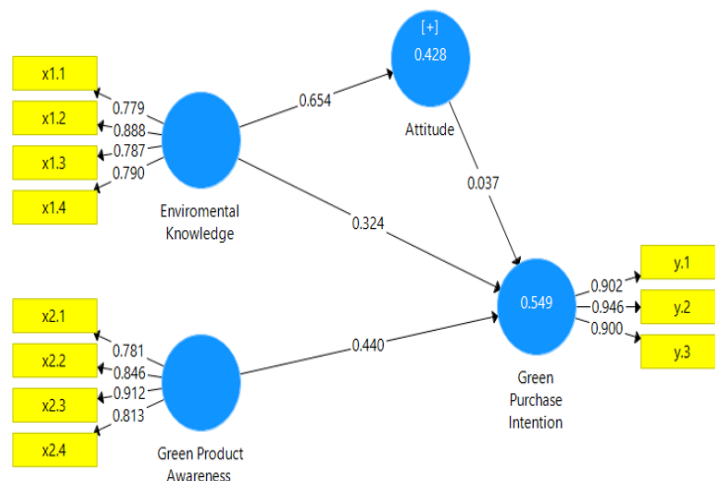 [+]
0.428
Attitude
x1.1
x1.2
x1.3
x1.4
0.779
0.888
0.787
0.790
Enviromental
Knowledge
0.654
0.037
0.324
x2.1
x2.2
x2.3
x2.4
0.781
0.846
0.912
0.813
Green Product
Awareness
0.440
0.549
Green
Purchase
Intention
0.902
0.946
0.900
y.1
y.2
y.3